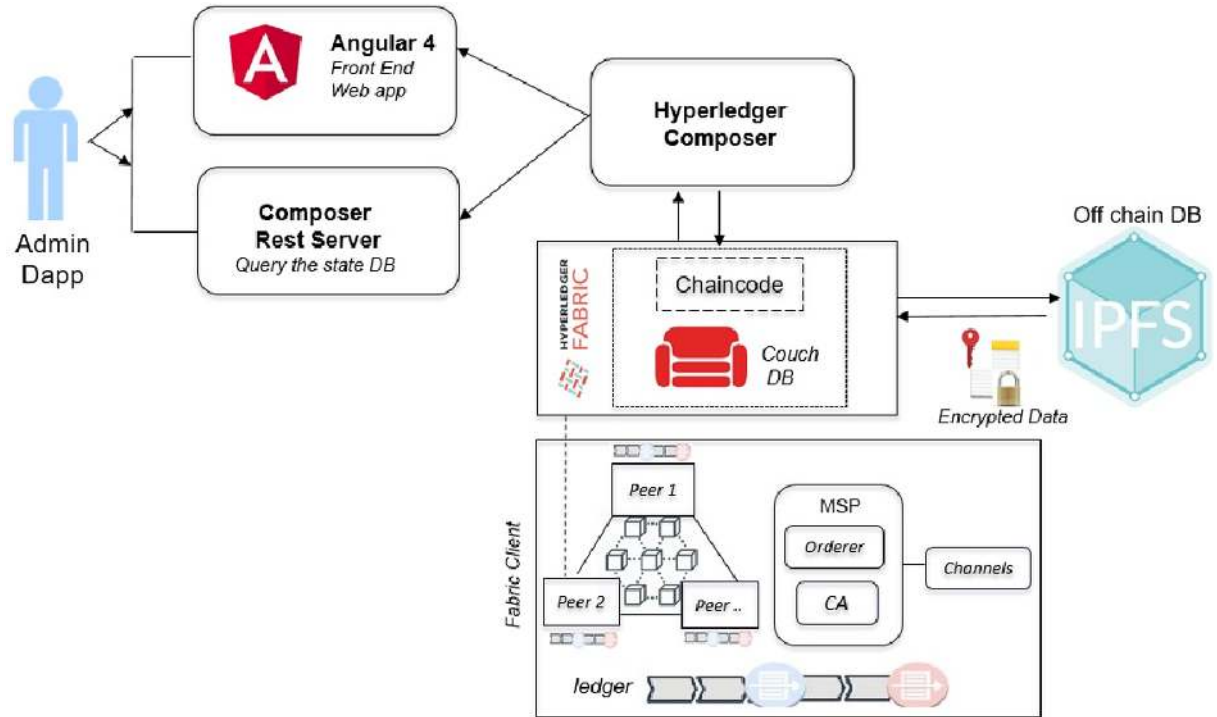 Angular 4
Front End
Web app
Admin
Dapp
Composer
Rest Server
Query the state DB
Hyperledger
Composer
HYPERLEDGER
FABRIC
Chaincode
Couch
DB
Off chain DB
IPFS
Encrypted Data
Fabric Client
Peer 1
Peer 2
Peer ..
MSP
Orderer
CA
Channels
ledger